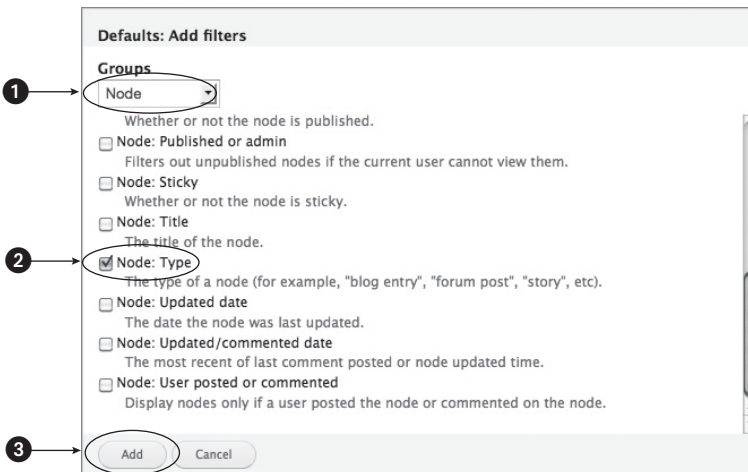 Defaults: Add filters
Groups
1
Node
Whether or not the node is published.
Node: Published or admin
Filters out unpublished nodes if the current user cannot view them.
Node: Sticky
Whether or not the node is sticky.
Node: Title
The title of the node.
2
Node: Type
The type of a node (for example, "blog entry", "forum post", "story", etc).
Node: Updated date
The date the node was last updated.
Node: Updated/commented date
The most recent of last comment posted or node updated time.
Node: User posted or commented
Display nodes only if a user posted the node or commented on the node.
3
Add Cancel